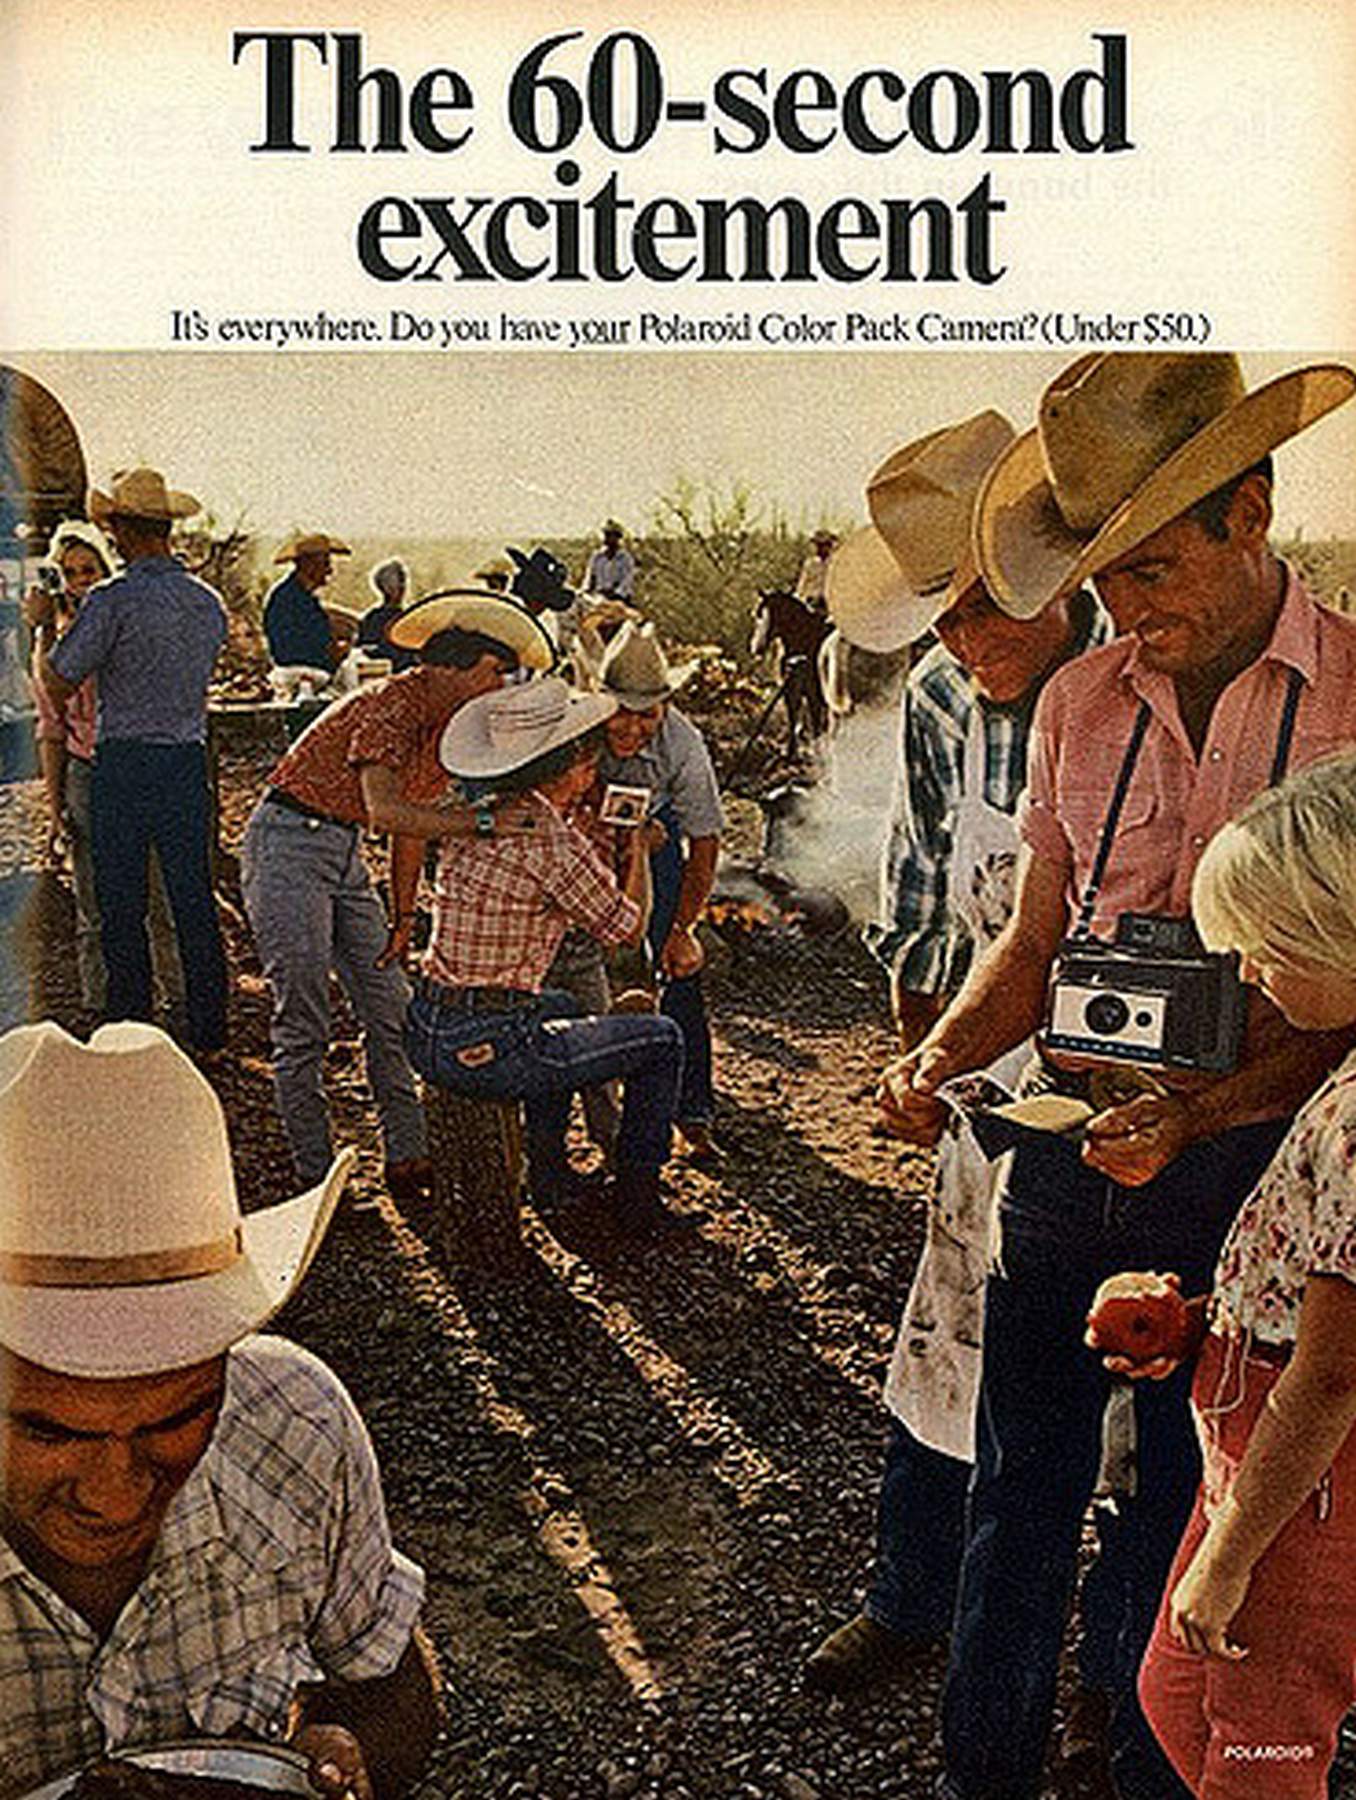 The 60-second
excitement
It's everywhere. Do you have your Polaroid Color Pack Camera? (Under $50.)
POLAROID®